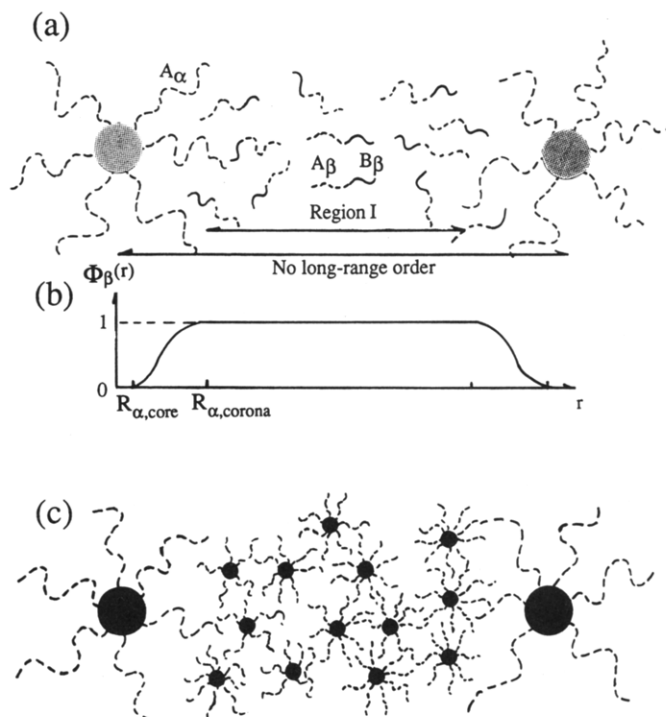 (a)
Aα
Aβ Bβ
Region I
No long-range order
Φβ(r)
(b)
1
0
Rα,core Rα,corona r
(c)